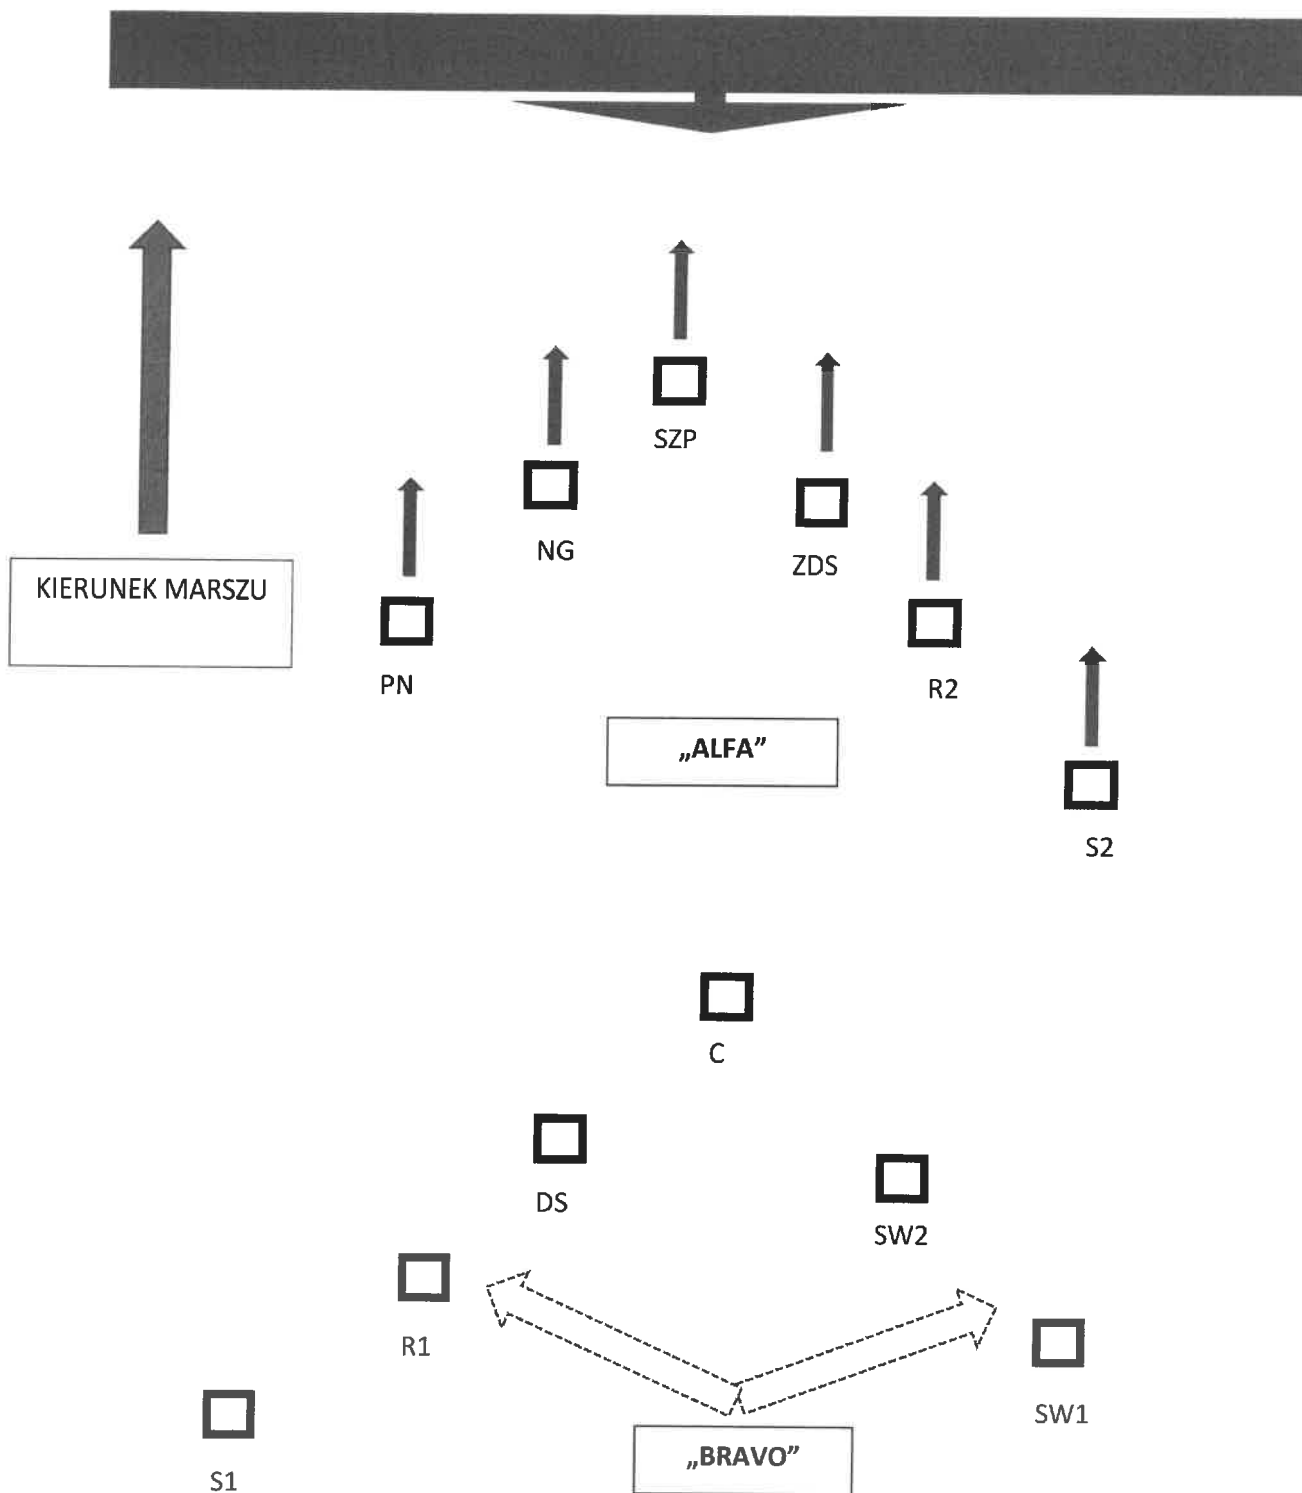 SZP
NG
ZDS
KIERUNEK MARSZU
PN
R2
„ALFA”
S2
C
DS
SW2
R1
SW1
„BRAVO”
S1